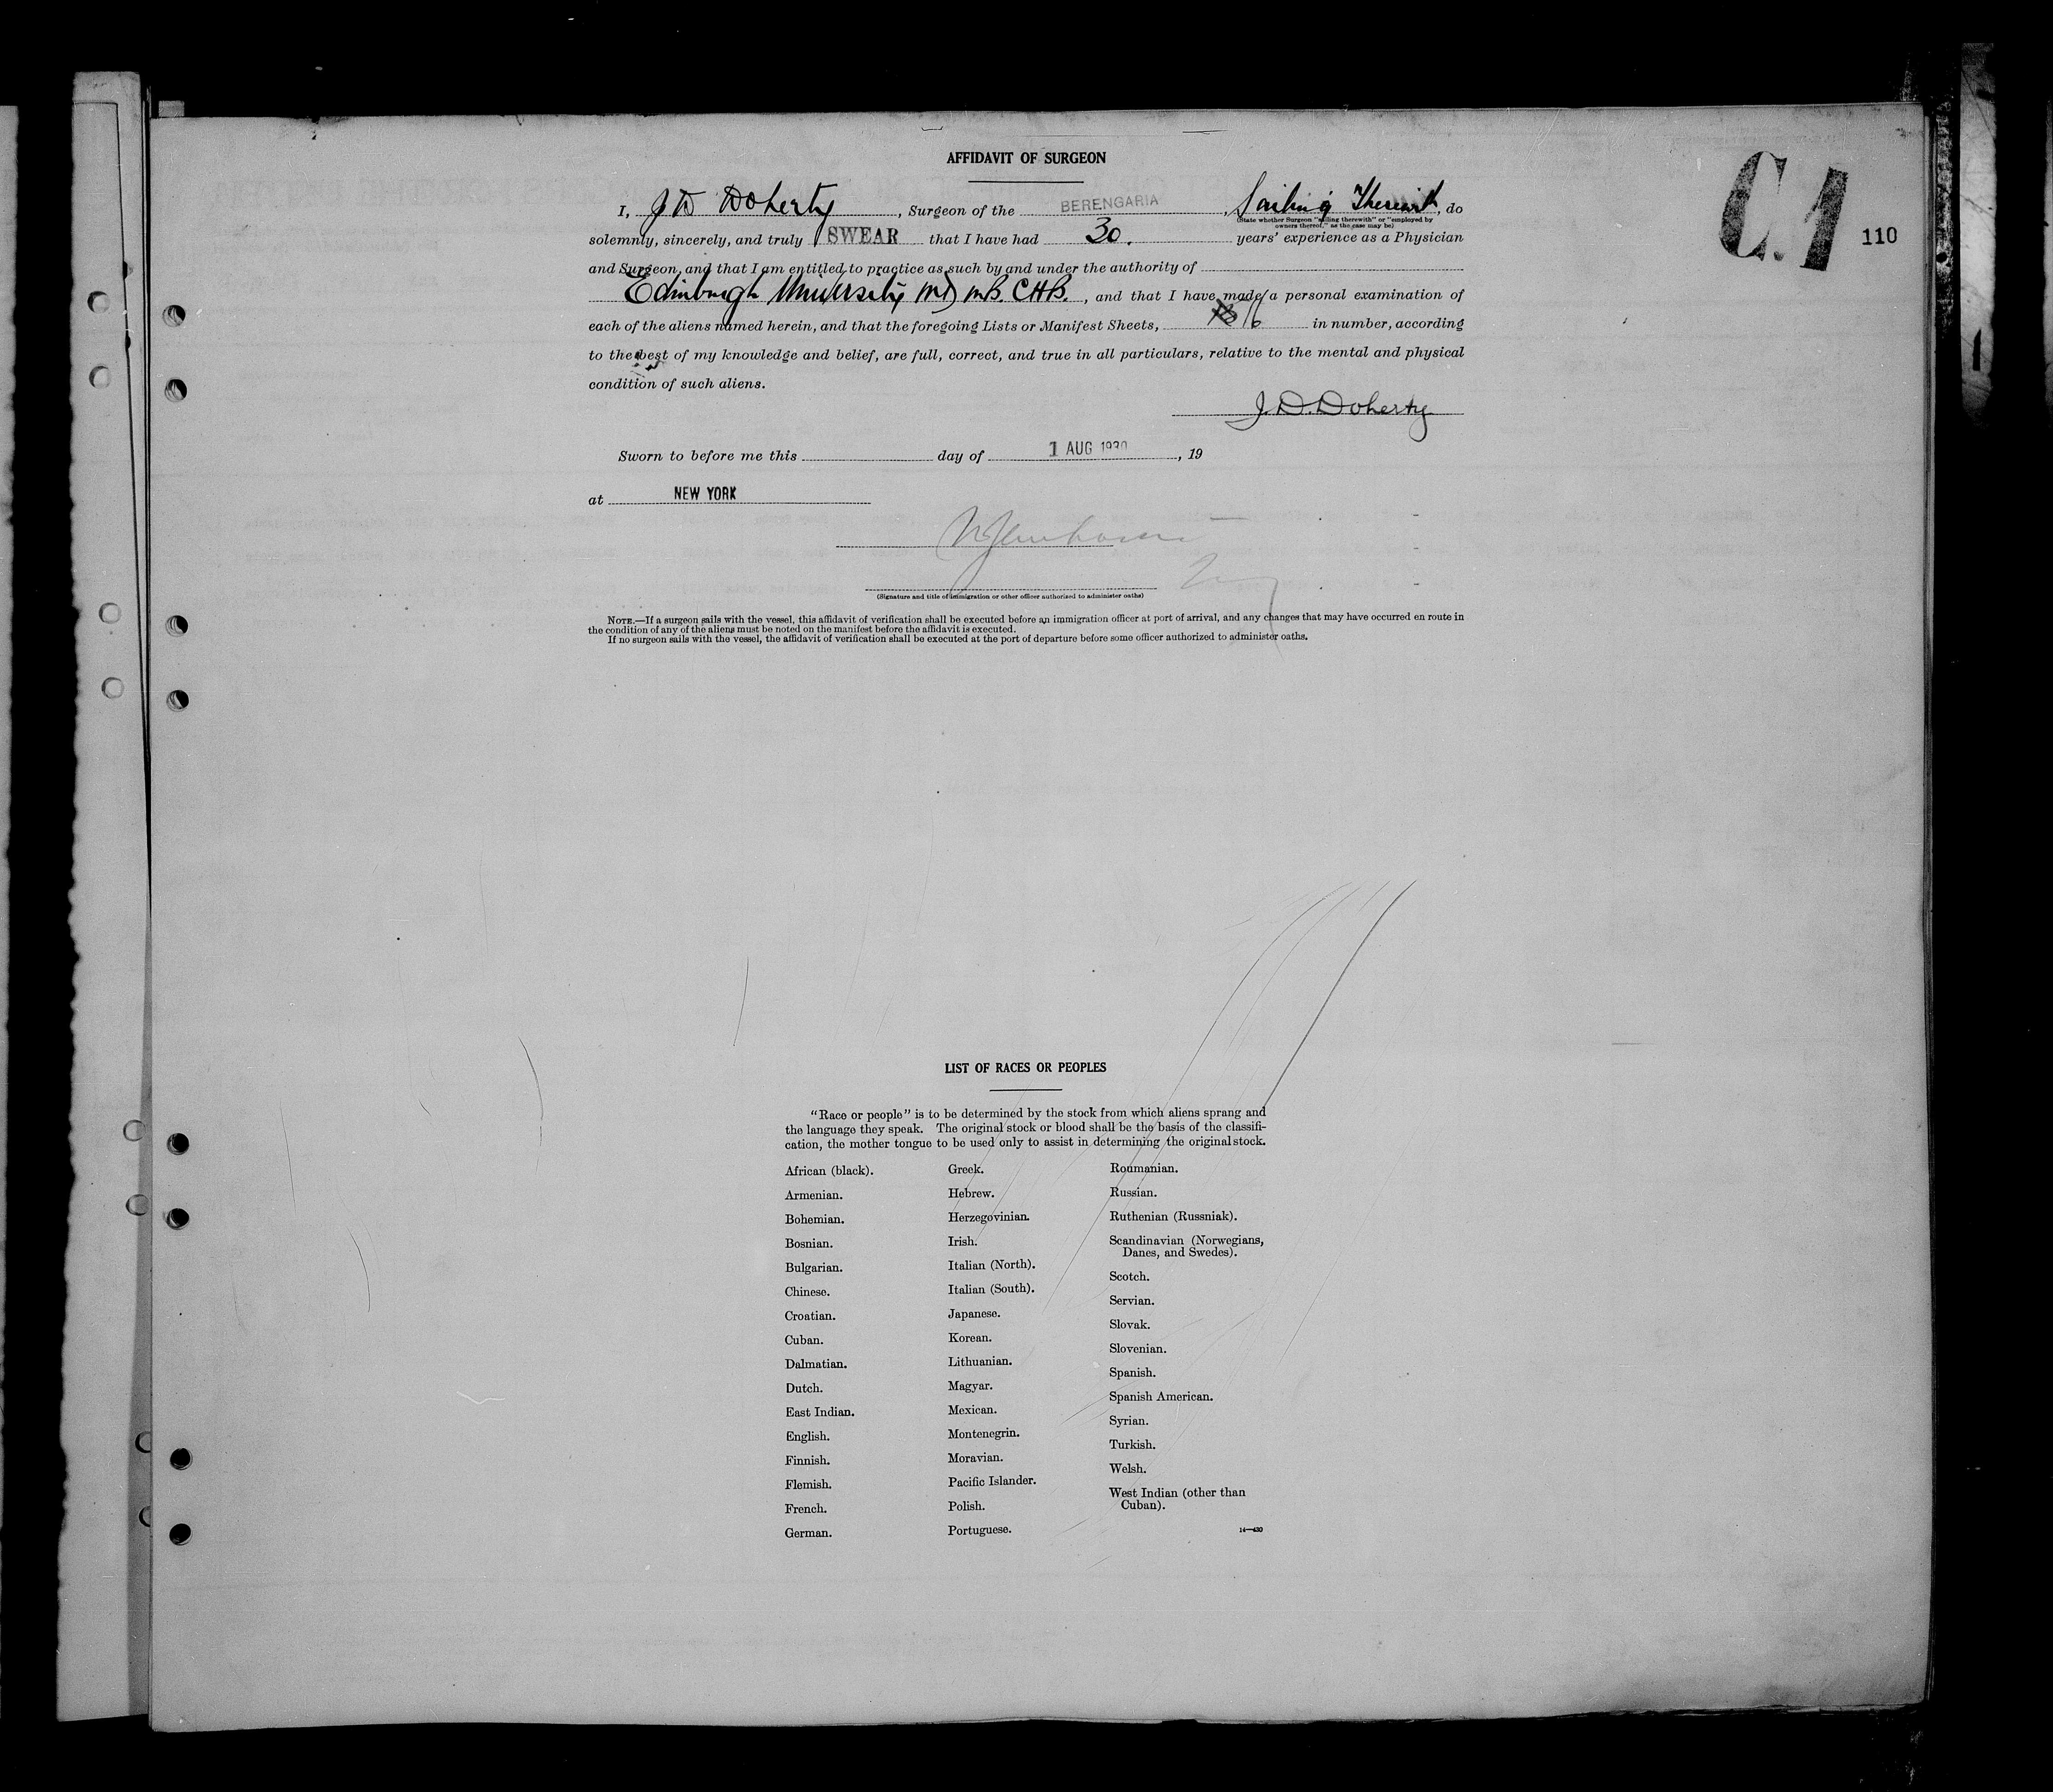 C.1
110
AFFIDAVIT OF SURGEON
I, J D Doherty, Surgeon of the BERENGARIA, Sailing Therewith, do
(State whether Surgeon "sailing therewith" or "employed by
owners thereof," as the case may be)
solemnly, sincerely, and truly SWEAR that I have had 30. years' experience as a Physician
and Surgeon, and that I am entitled to practice as such by and under the authority of
Edinburgh University MD MB. CHB., and that I have made a personal examination of
each of the aliens named herein, and that the foregoing Lists or Manifest Sheets, 16 in number, according
to the best of my knowledge and belief, are full, correct, and true in all particulars, relative to the mental and physical
condition of such aliens.
J. D. Doherty
Sworn to before me this day of 1 AUG 1930, 19
at NEW YORK
(Signature and title of immigration or other officer authorised to administer oaths)
NOTE.—If a surgeon sails with the vessel, this affidavit of verification shall be executed before an immigration officer at port of arrival, and any changes that may have occurred en route in
the condition of any of the aliens must be noted on the manifest before the affidavit is executed.
If no surgeon sails with the vessel, the affidavit of verification shall be executed at the port of departure before some officer authorized to administer oaths.
LIST OF RACES OR PEOPLES
"Race or people" is to be determined by the stock from which aliens sprang and
the language they speak. The original stock or blood shall be the basis of the classifi-
cation, the mother tongue to be used only to assist in determining the original stock.
African (black).
Armenian.
Bohemian.
Bosnian.
Bulgarian.
Chinese.
Croatian.
Cuban.
Dalmatian.
Dutch.
East Indian.
English.
Finnish.
Flemish.
French.
German.
Greek.
Hebrew.
Herzegovinian.
Irish.
Italian (North).
Italian (South).
Japanese.
Korean.
Lithuanian.
Magyar.
Mexican.
Montenegrin.
Moravian.
Pacific Islander.
Polish.
Portuguese.
Roumanian.
Russian.
Ruthenian (Russniak).
Scandinavian (Norwegians,
Danes, and Swedes).
Scotch.
Servian.
Slovak.
Slovenian.
Spanish.
Spanish American.
Syrian.
Turkish.
Welsh.
West Indian (other than
Cuban).
14—430